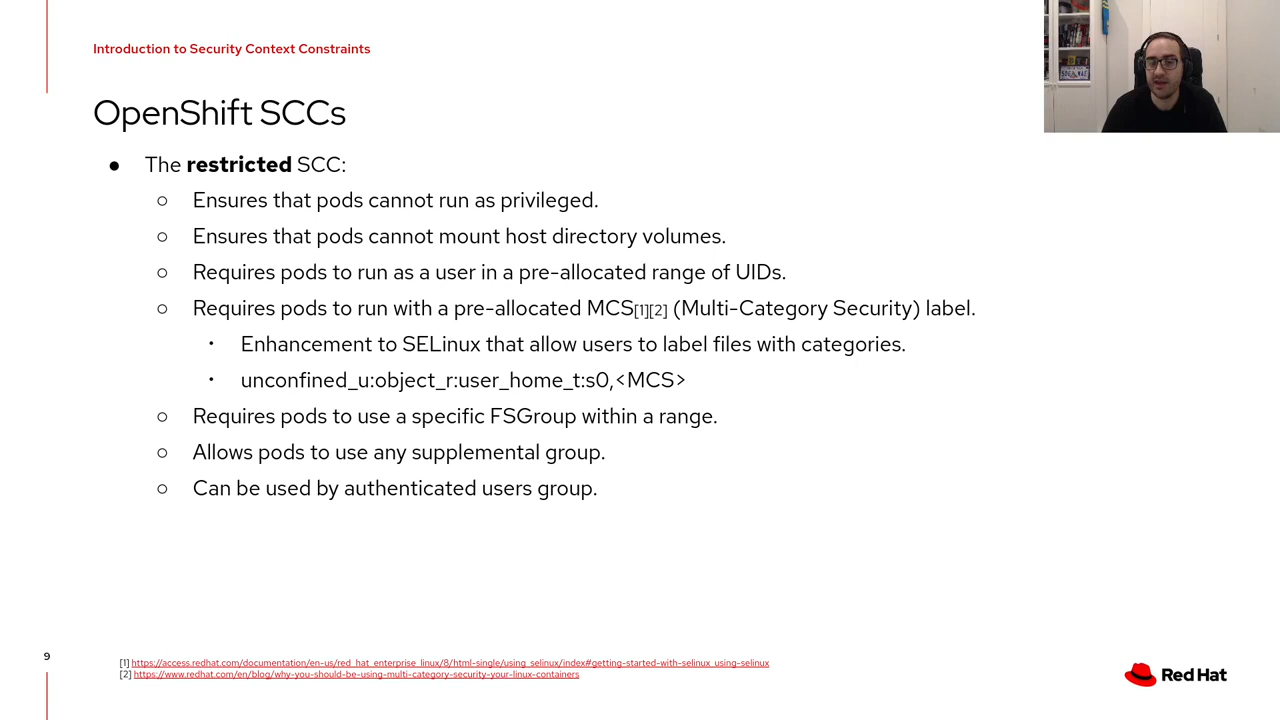 Introduction to Security Context Constraints
OpenShift SCCs
● The restricted SCC:
○ Ensures that pods cannot run as privileged.
○ Ensures that pods cannot mount host directory volumes.
○ Requires pods to run as a user in a pre-allocated range of UIDs.
○ Requires pods to run with a pre-allocated MCS[1][2] (Multi-Category Security) label.
• Enhancement to SELinux that allow users to label files with categories.
• unconfined_u:object_r:user_home_t:s0,<MCS>
○ Requires pods to use a specific FSGroup within a range.
○ Allows pods to use any supplemental group.
○ Can be used by authenticated users group.
9
[1] https://access.redhat.com/documentation/en-us/red_hat_enterprise_linux/8/html-single/using_selinux/index#getting-started-with-selinux_using-selinux
[2] https://www.redhat.com/en/blog/why-you-should-be-using-multi-category-security-your-linux-containers
Red Hat